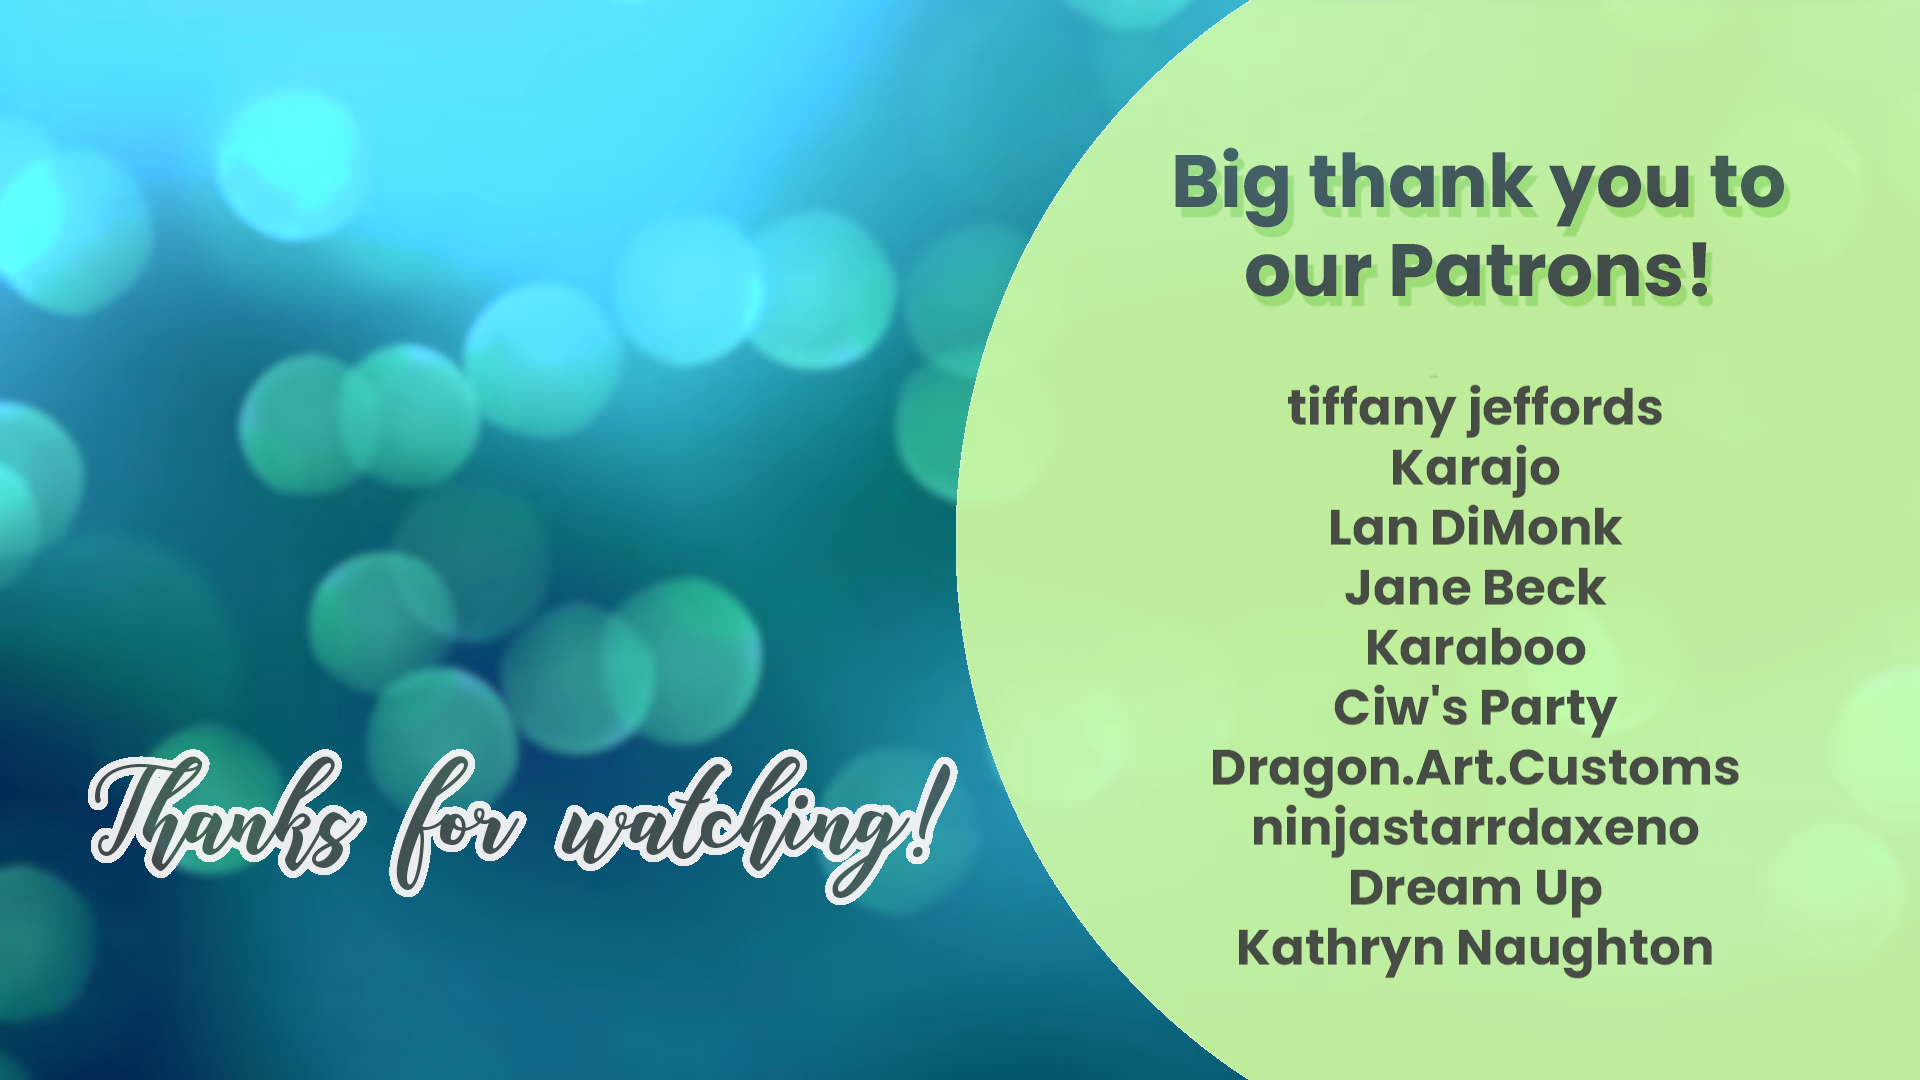 Big thank you to
our Patrons!
tiffany jeffords
Karajo
Lan DiMonk
Jane Beck
Karaboo
Ciw's Party
Dragon.Art.Customs
ninjastarrdaxeno
Dream Up
Kathryn Naughton
Thanks for watching!